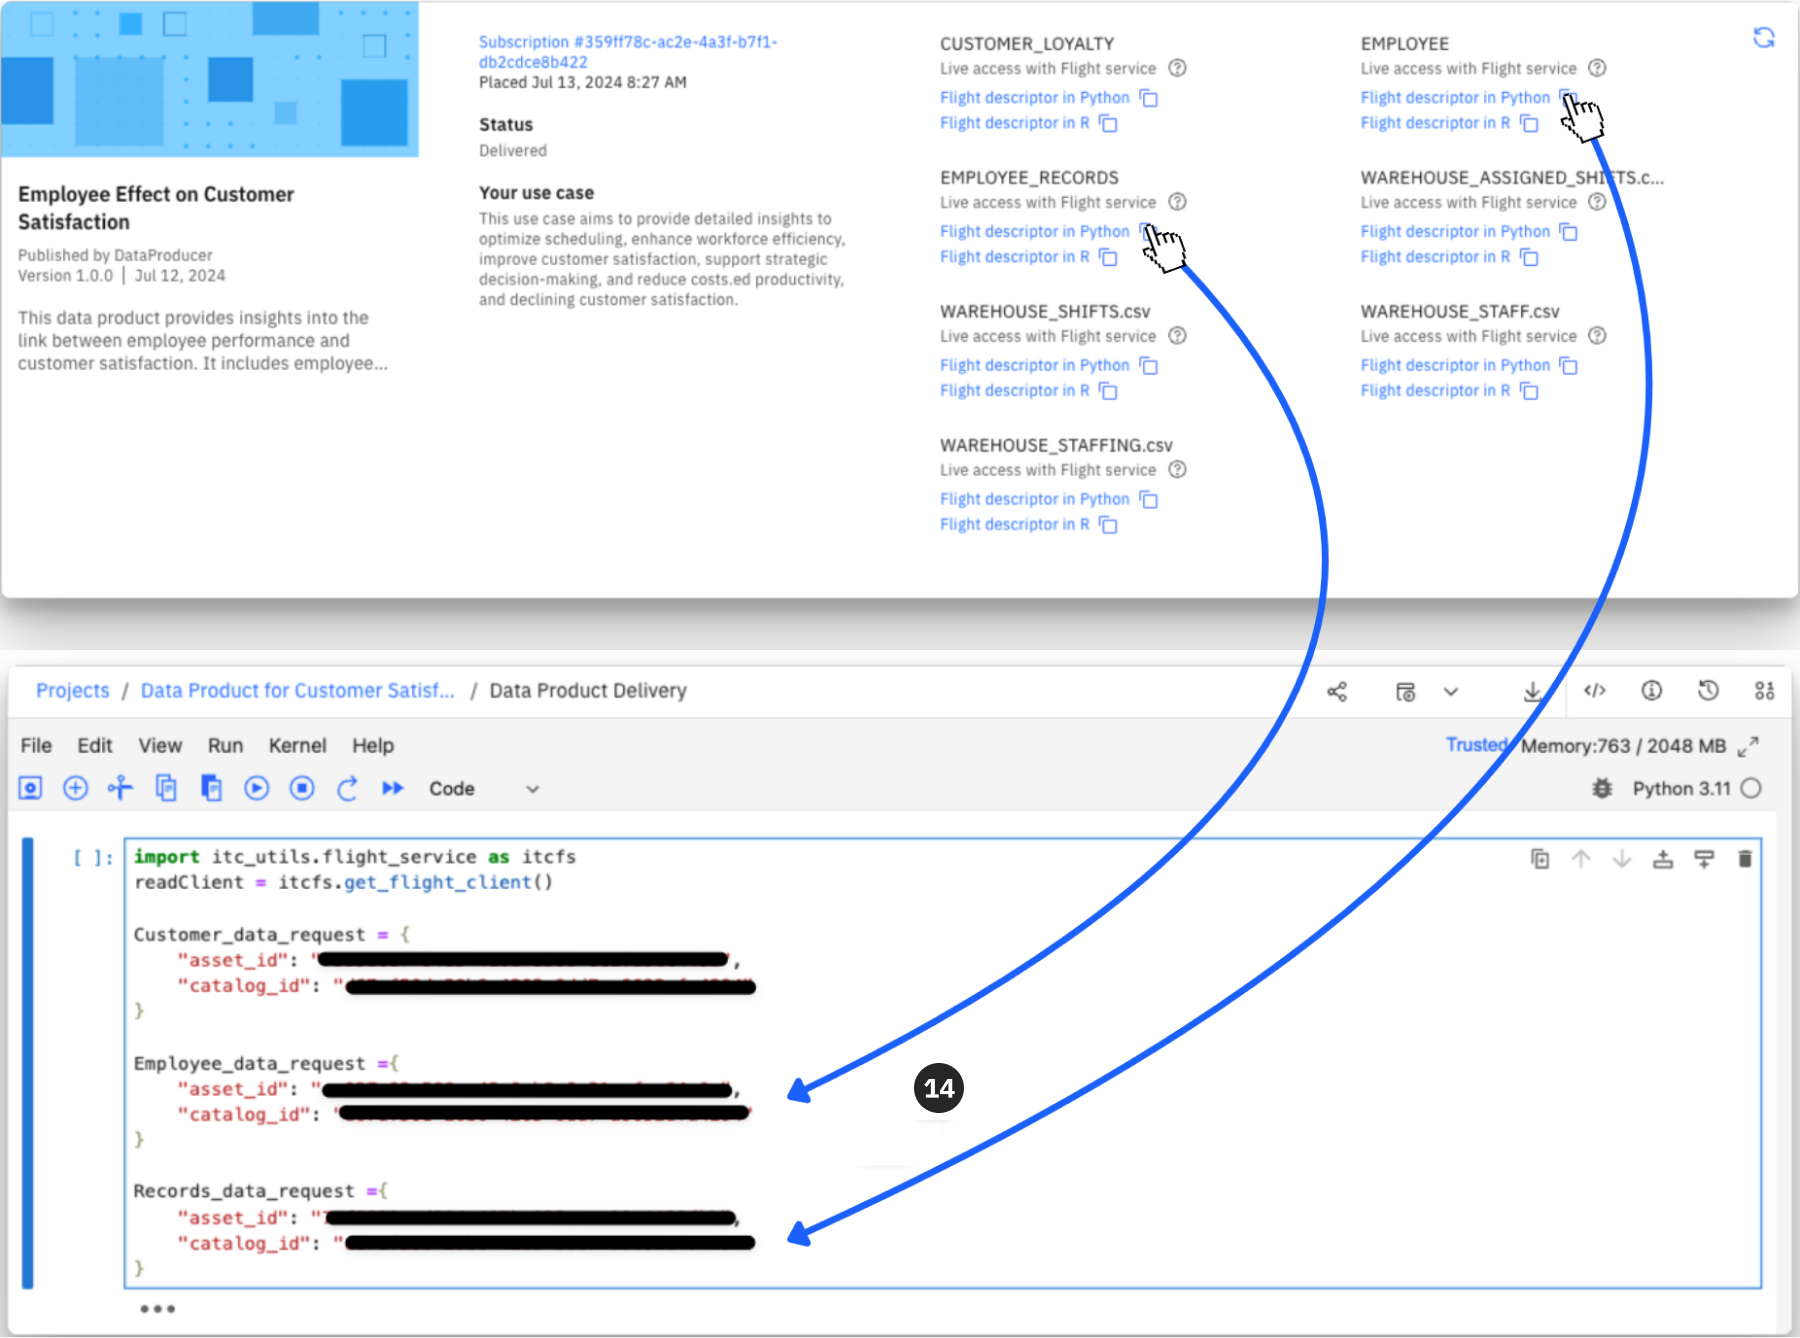 Employee Effect on Customer
Satisfaction
Published by DataProducer
Version 1.0.0 | Jul 12, 2024
This data product provides insights into the
link between employee performance and
customer satisfaction. It includes employee...
Subscription #359ff78c-ac2e-4a3f-b7f1-
db2cdce8b422
Placed Jul 13, 2024 8:27 AM
Status
Delivered
Your use case
This use case aims to provide detailed insights to
optimize scheduling, enhance workforce efficiency,
improve customer satisfaction, support strategic
decision-making, and reduce costs.ed productivity,
and declining customer satisfaction.
CUSTOMER_LOYALTY
Live access with Flight service
Flight descriptor in Python
Flight descriptor in R
EMPLOYEE
Live access with Flight service
Flight descriptor in Python
Flight descriptor in R
EMPLOYEE_RECORDS
Live access with Flight service
Flight descriptor in Python
Flight descriptor in R
WAREHOUSE_ASSIGNED_SHIFTS.c...
Live access with Flight service
Flight descriptor in Python
Flight descriptor in R
WAREHOUSE_SHIFTS.csv
Live access with Flight service
Flight descriptor in Python
Flight descriptor in R
WAREHOUSE_STAFF.csv
Live access with Flight service
Flight descriptor in Python
Flight descriptor in R
WAREHOUSE_STAFFING.csv
Live access with Flight service
Flight descriptor in Python
Flight descriptor in R
Projects / Data Product for Customer Satisf... / Data Product Delivery
File Edit View Run Kernel Help
Trusted Memory:763 / 2048 MB
Code
Python 3.11
[ ]:
import itc_utils.flight_service as itcfs
readClient = itcfs.get_flight_client()
Customer_data_request = {
"asset_id": "
",
"catalog_id": "
}
Employee_data_request ={
"asset_id": "
",
"catalog_id": "
}
Records_data_request ={
"asset_id": "
,
"catalog_id": "
}
14